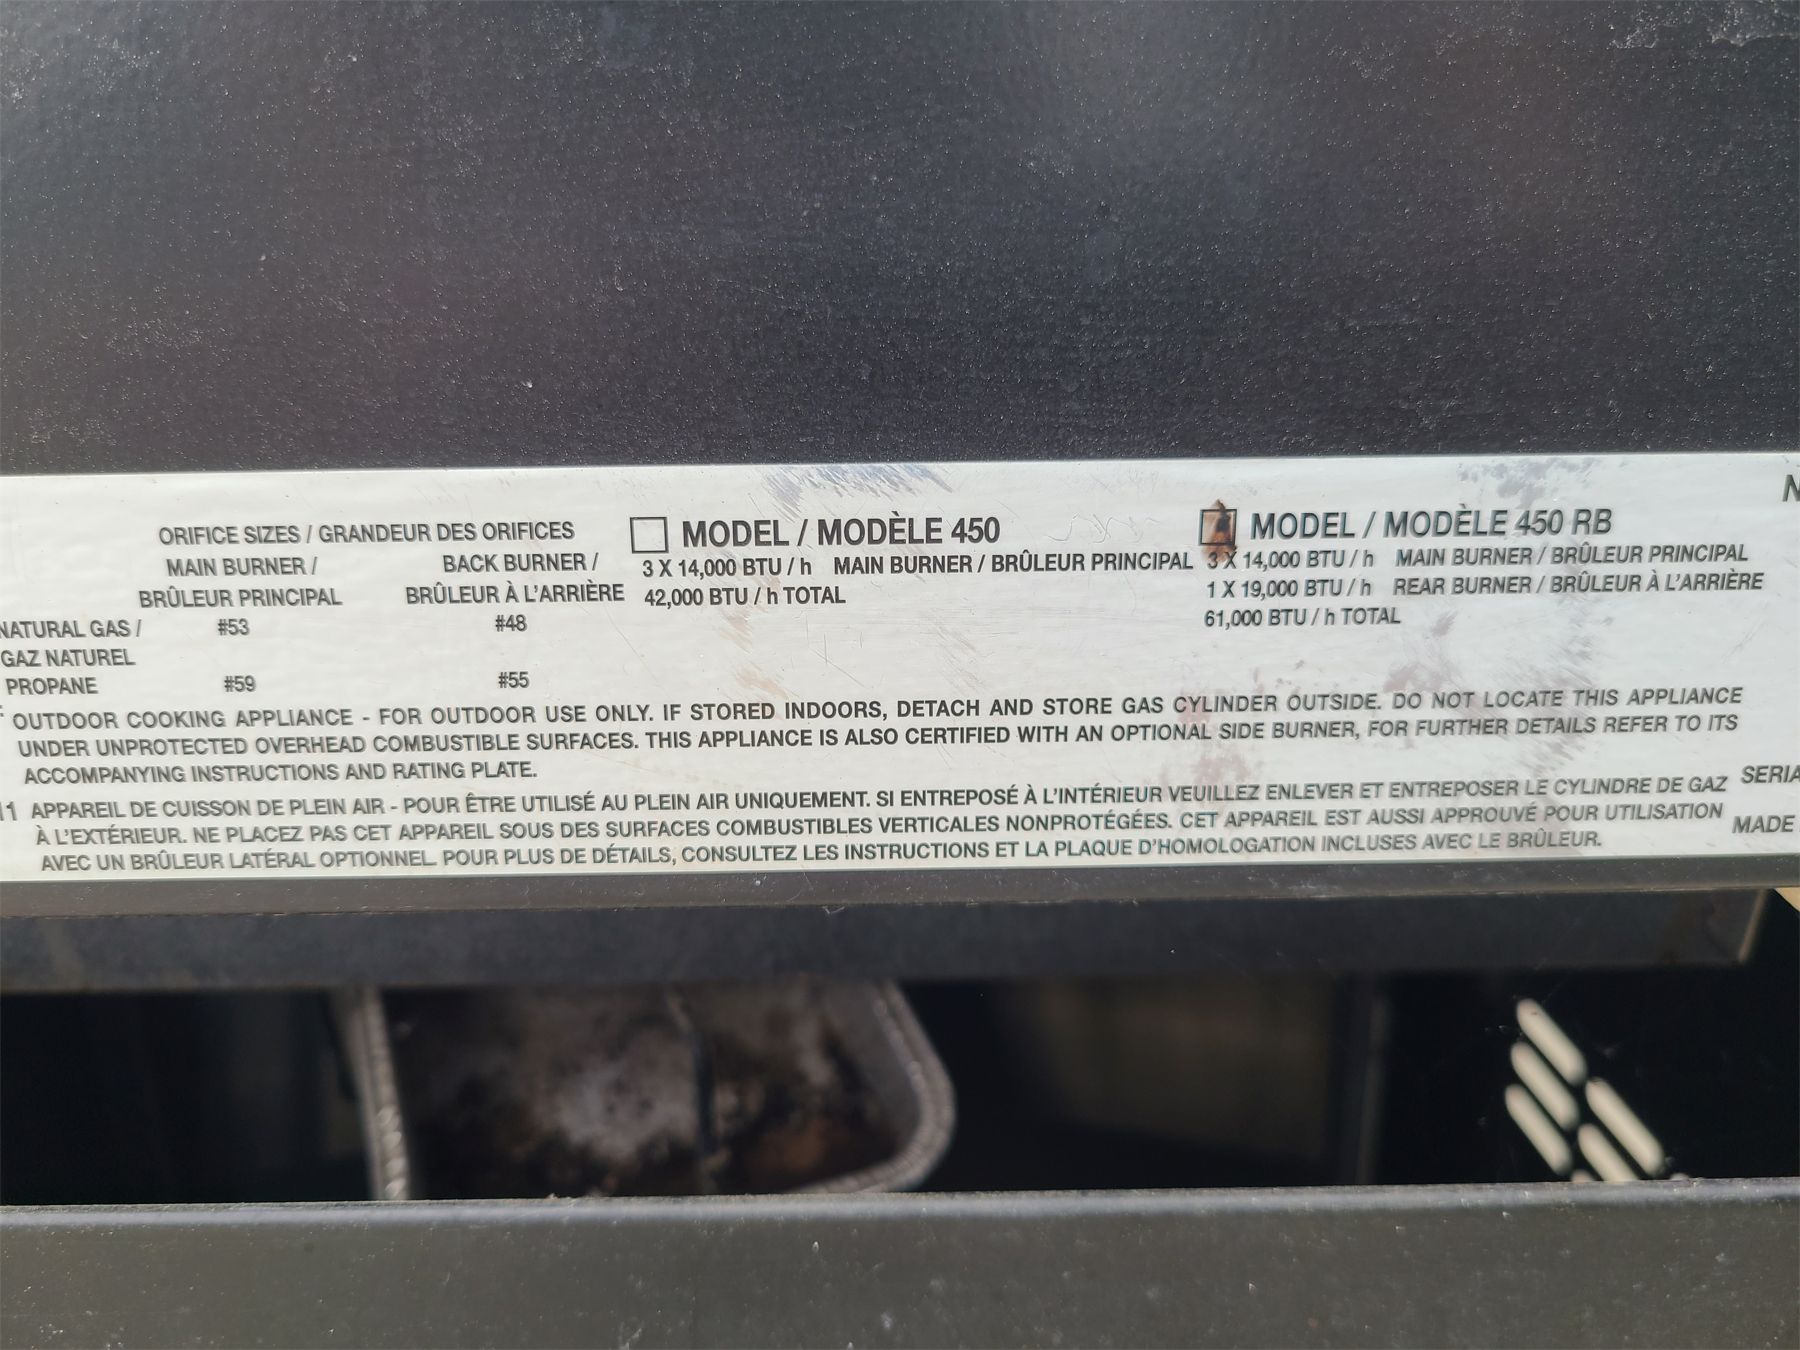 ORIFICE SIZES / GRANDEUR DES ORIFICES
MAIN BURNER / BACK BURNER /
BRÛLEUR PRINCIPAL BRÛLEUR À L'ARRIÈRE
NATURAL GAS / #53 #48
GAZ NATUREL
PROPANE #59 #55
MODEL / MODÈLE 450
3 X 14,000 BTU / h MAIN BURNER / BRÛLEUR PRINCIPAL
42,000 BTU / h TOTAL
MODEL / MODÈLE 450 RB
3 X 14,000 BTU / h MAIN BURNER / BRÛLEUR PRINCIPAL
1 X 19,000 BTU / h REAR BURNER / BRÛLEUR À L'ARRIÈRE
61,000 BTU / h TOTAL
OUTDOOR COOKING APPLIANCE - FOR OUTDOOR USE ONLY. IF STORED INDOORS, DETACH AND STORE GAS CYLINDER OUTSIDE. DO NOT LOCATE THIS APPLIANCE
UNDER UNPROTECTED OVERHEAD COMBUSTIBLE SURFACES. THIS APPLIANCE IS ALSO CERTIFIED WITH AN OPTIONAL SIDE BURNER, FOR FURTHER DETAILS REFER TO ITS
ACCOMPANYING INSTRUCTIONS AND RATING PLATE.
11 APPAREIL DE CUISSON DE PLEIN AIR - POUR ÊTRE UTILISÉ AU PLEIN AIR UNIQUEMENT. SI ENTREPOSÉ À L'INTÉRIEUR VEUILLEZ ENLEVER ET ENTREPOSER LE CYLINDRE DE GAZ
À L'EXTÉRIEUR. NE PLACEZ PAS CET APPAREIL SOUS DES SURFACES COMBUSTIBLES VERTICALES NONPROTÉGÉES. CET APPAREIL EST AUSSI APPROUVÉ POUR UTILISATION
AVEC UN BRÛLEUR LATÉRAL OPTIONNEL. POUR PLUS DE DÉTAILS, CONSULTEZ LES INSTRUCTIONS ET LA PLAQUE D'HOMOLOGATION INCLUSES AVEC LE BRÛLEUR.
N
SERIA
MADE